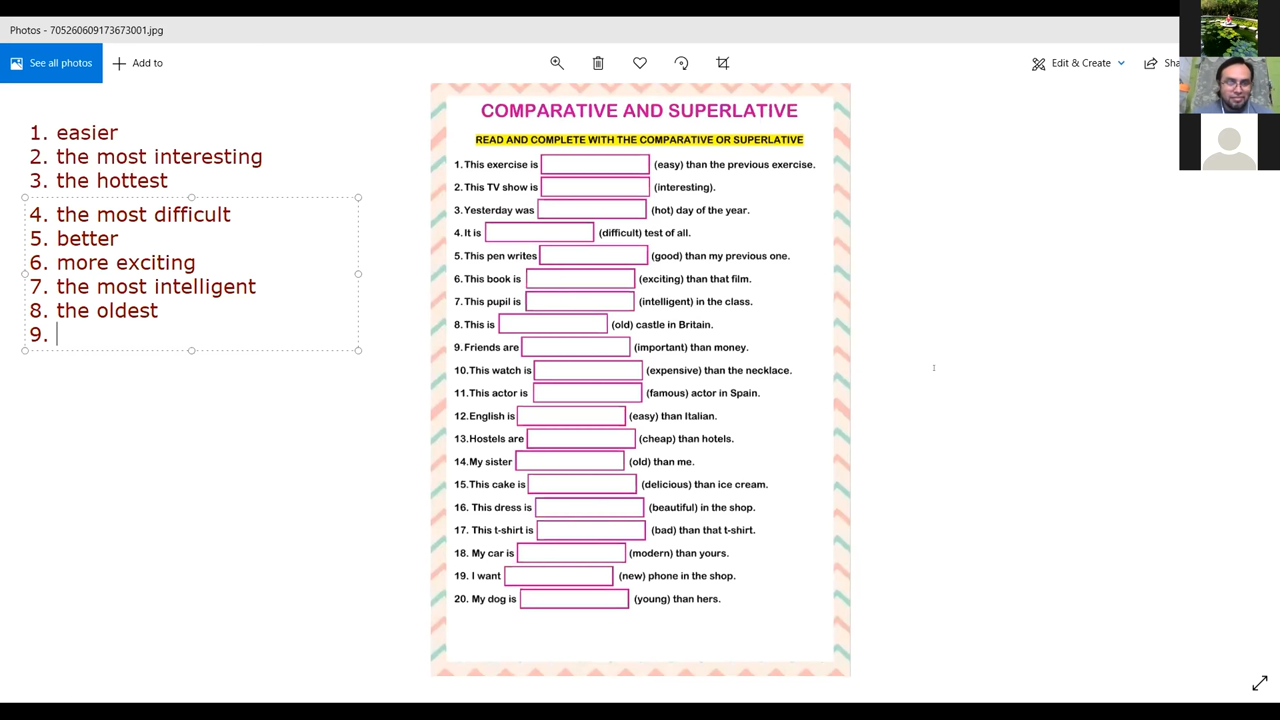 Photos - 705260609173673001.jpg
See all photos
Add to
Edit & Create
Sha
1. easier
2. the most interesting
3. the hottest
4. the most difficult
5. better
6. more exciting
7. the most intelligent
8. the oldest
9.
COMPARATIVE AND SUPERLATIVE
READ AND COMPLETE WITH THE COMPARATIVE OR SUPERLATIVE
1. This exercise is (easy) than the previous exercise.
2. This TV show is (interesting).
3. Yesterday was (hot) day of the year.
4. It is (difficult) test of all.
5. This pen writes (good) than my previous one.
6. This book is (exciting) than that film.
7. This pupil is (intelligent) in the class.
8. This is (old) castle in Britain.
9. Friends are (important) than money.
10. This watch is (expensive) than the necklace.
11. This actor is (famous) actor in Spain.
12. English is (easy) than Italian.
13. Hostels are (cheap) than hotels.
14. My sister (old) than me.
15. This cake is (delicious) than ice cream.
16. This dress is (beautiful) in the shop.
17. This t-shirt is (bad) than that t-shirt.
18. My car is (modern) than yours.
19. I want (new) phone in the shop.
20. My dog is (young) than hers.